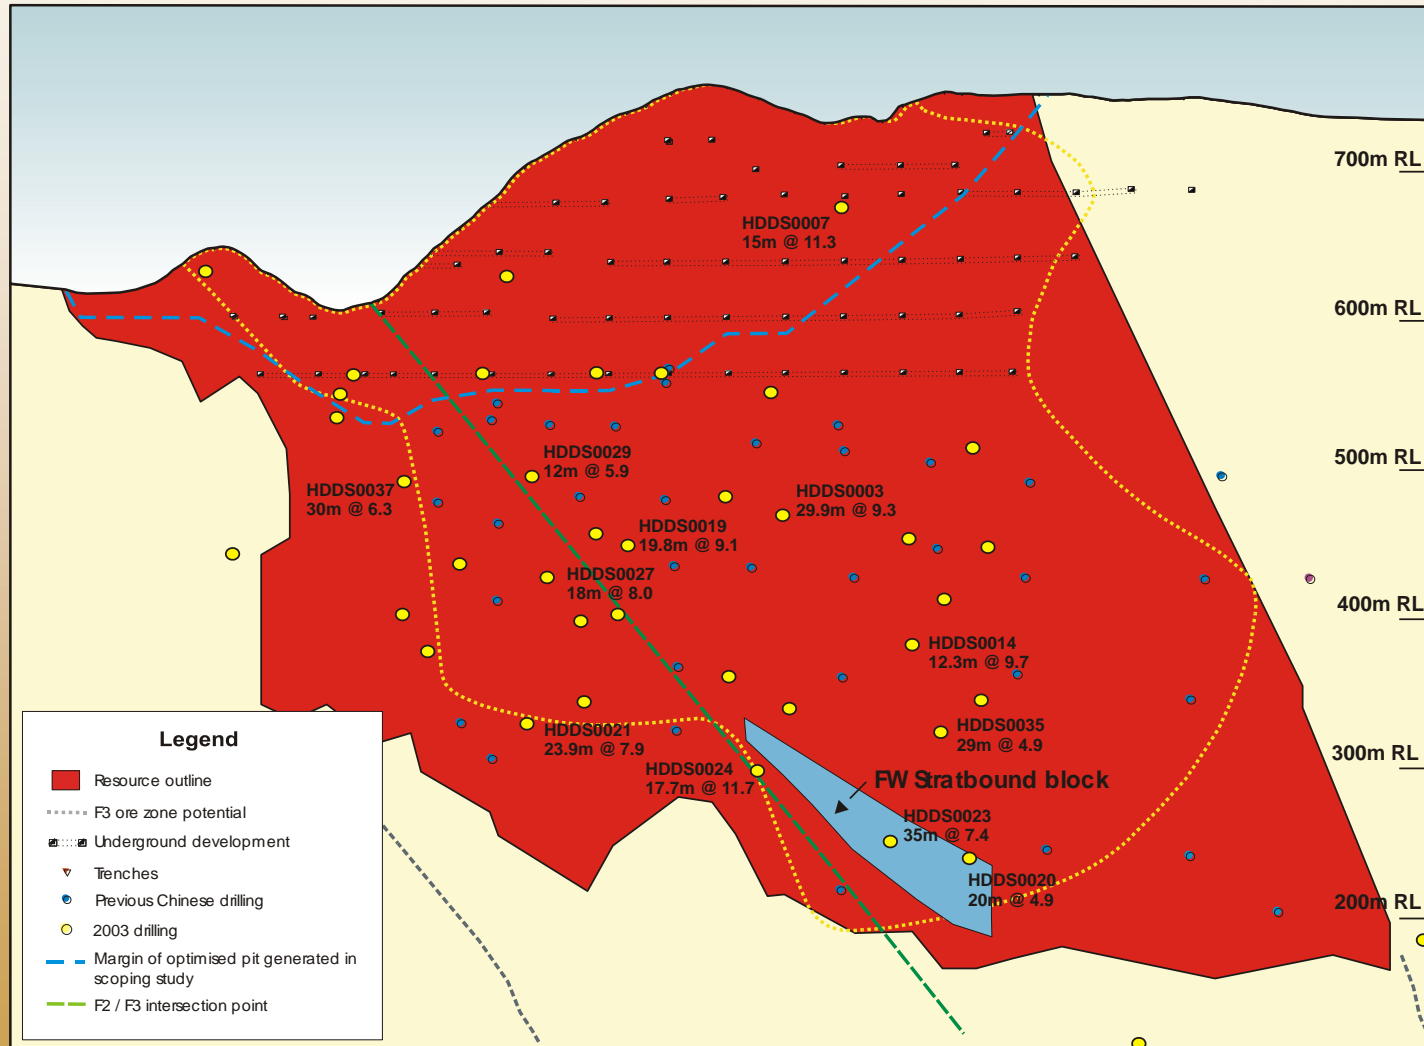 700m RL
HDDS0007
15m @ 11.3
600m RL
HDDS0029
12m @ 5.9
500m RL
HDDS0037
30m @ 6.3
HDDS0003
29.9m @ 9.3
HDDS0019
19.8m @ 9.1
HDDS0027
18m @ 8.0
400m RL
HDDS0014
12.3m @ 9.7
HDDS0035
29m @ 4.9
HDDS0021
23.9m @ 7.9
300m RL
HDDS0024
17.7m @ 11.7
FW Stratbound block
HDDS0023
35m @ 7.4
HDDS0020
20m @ 4.9
200m RL
Legend
Resource outline
F3 ore zone potential
Underground development
Trenches
Previous Chinese drilling
2003 drilling
Margin of optimised pit generated in
scoping study
F2 / F3 intersection point